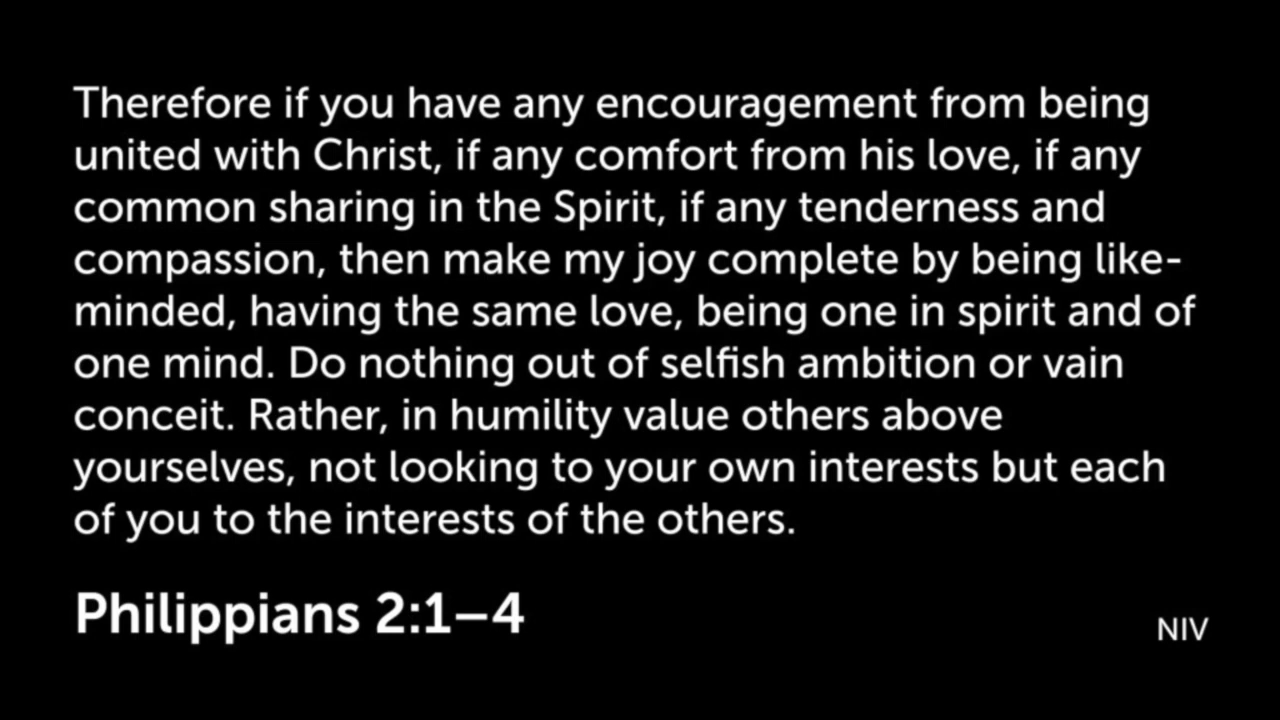 Therefore if you have any encouragement from being
united with Christ, if any comfort from his love, if any
common sharing in the Spirit, if any tenderness and
compassion, then make my joy complete by being like-
minded, having the same love, being one in spirit and of
one mind. Do nothing out of selfish ambition or vain
conceit. Rather, in humility value others above
yourselves, not looking to your own interests but each
of you to the interests of the others.
Philippians 2:1–4
NIV